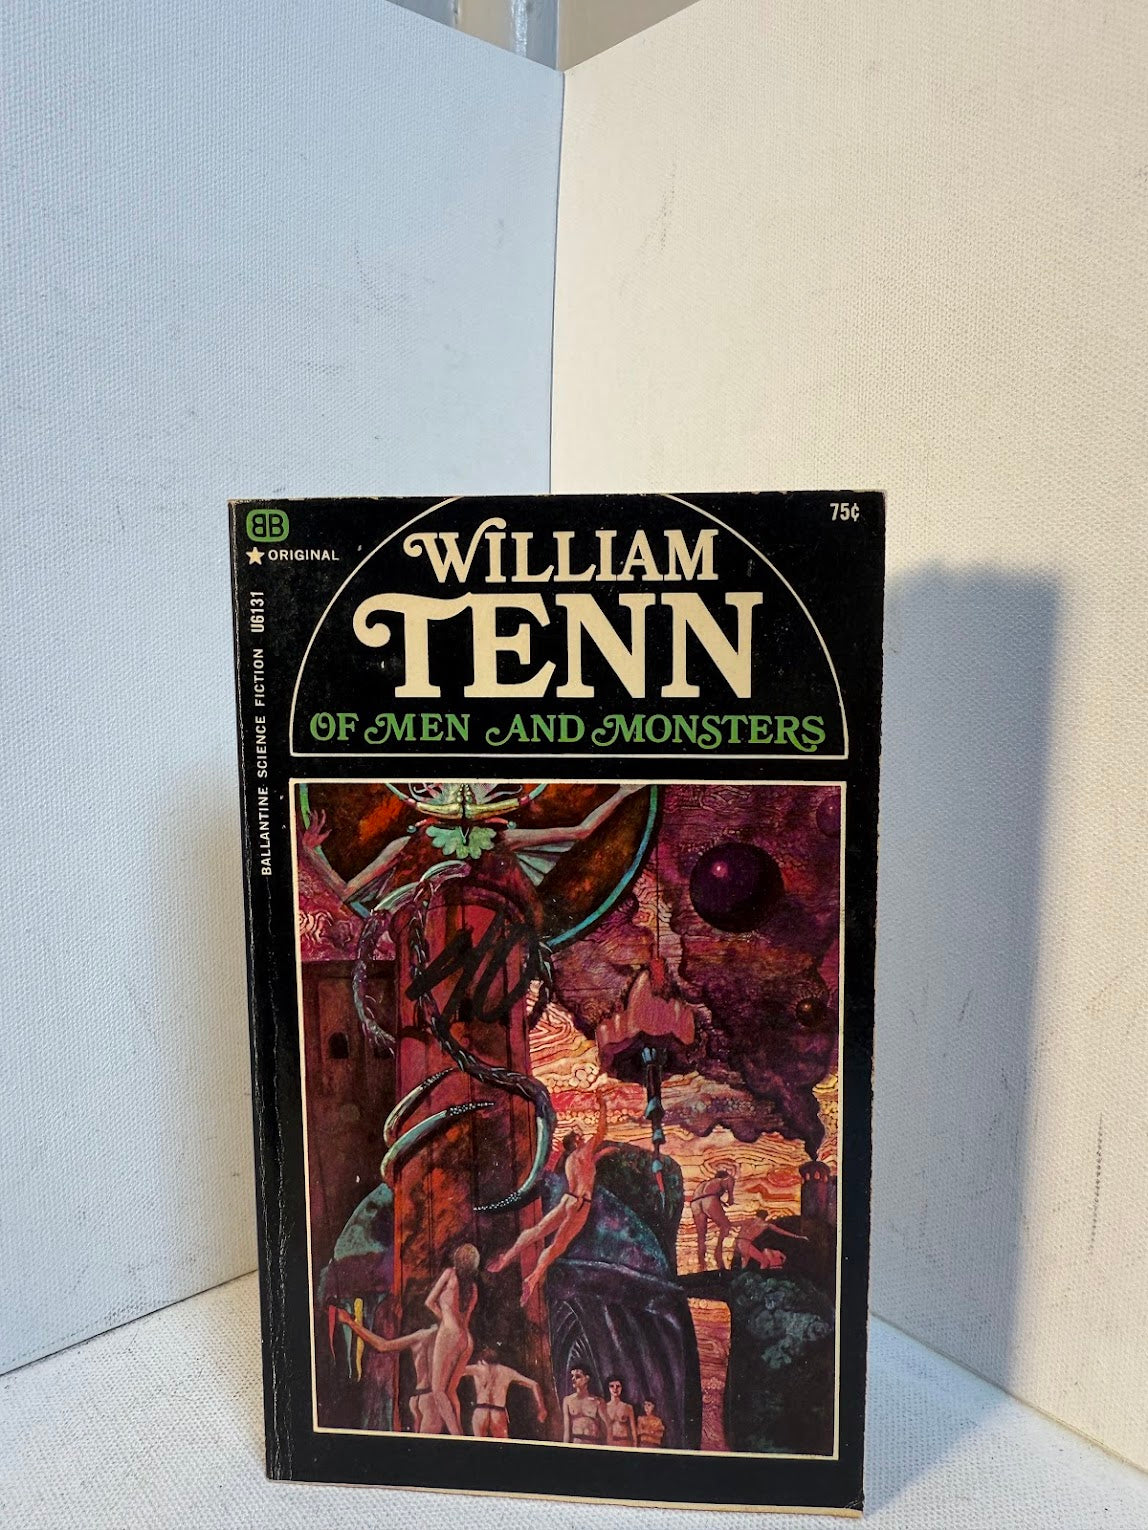 BB
★ ORIGINAL
75¢
WILLIAM
TENN
OF MEN AND MONSTERS
BALLANTINE SCIENCE FICTION U6131